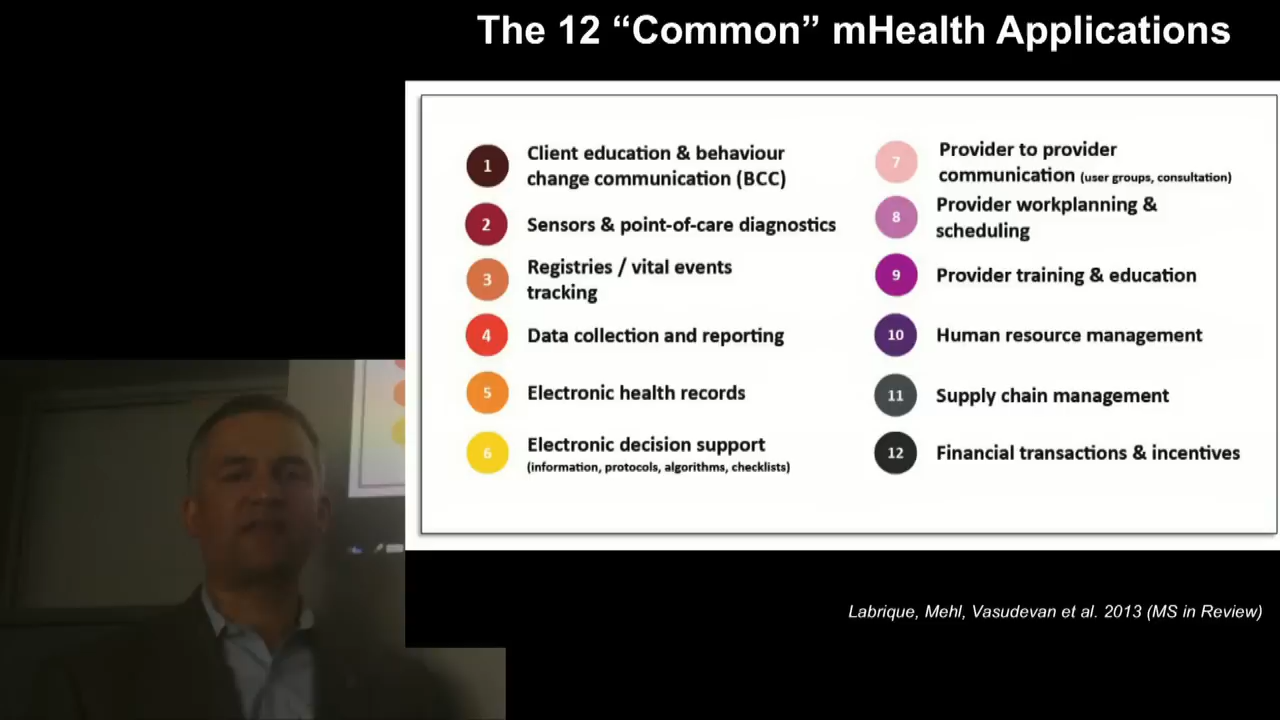 The 12 “Common” mHealth Applications
1
Client education & behaviour
change communication (BCC)
2
Sensors & point-of-care diagnostics
3
Registries / vital events
tracking
4
Data collection and reporting
5
Electronic health records
6
Electronic decision support
(information, protocols, algorithms, checklists)
7
Provider to provider
communication (user groups, consultation)
8
Provider workplanning &
scheduling
9
Provider training & education
10
Human resource management
11
Supply chain management
12
Financial transactions & incentives
Labrique, Mehl, Vasudevan et al. 2013 (MS in Review)